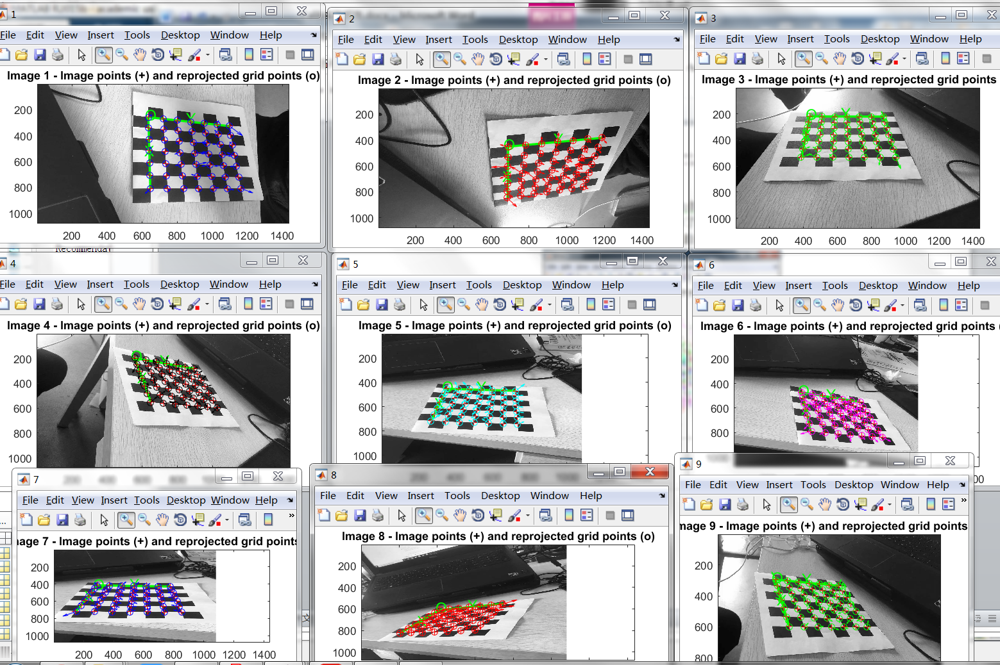 1
File Edit View Insert Tools Desktop Window Help
Image 1 - Image points (+) and reprojected grid points (o)
200
400
600
800
1000
200 400 600 800 1000 1200 1400
2
File Edit View Insert Tools Desktop Window Help
Image 2 - Image points (+) and reprojected grid points (o)
200
400
600
800
1000
200 400 600 800 1000 1200 1400
3
File Edit View Insert Tools Desktop Window Help
Image 3 - Image points (+) and reprojected grid points
200
400
600
800
1000
200 400 600 800 1000 1200 1400
4
File Edit View Insert Tools Desktop Window Help
Image 4 - Image points (+) and reprojected grid points (o)
200
400
600
800
1000
5
File Edit View Insert Tools Desktop Window Help
Image 5 - Image points (+) and reprojected grid points (o)
200
400
600
800
1000
6
File Edit View Insert Tools Desktop Window Help
Image 6 - Image points (+) and reprojected grid points (
200
400
600
800
7
File Edit View Insert Tools Desktop Window Help
mage 7 - Image points (+) and reprojected grid points
200
400
600
800
1000
200 400 600 800 1000 1200 1400
8
File Edit View Insert Tools Desktop Window Help
Image 8 - Image points (+) and reprojected grid points (o)
200
400
600
800
1000
9
File Edit View Insert Tools Desktop Window Help
mage 9 - Image points (+) and reprojected grid points
200
400
600
800